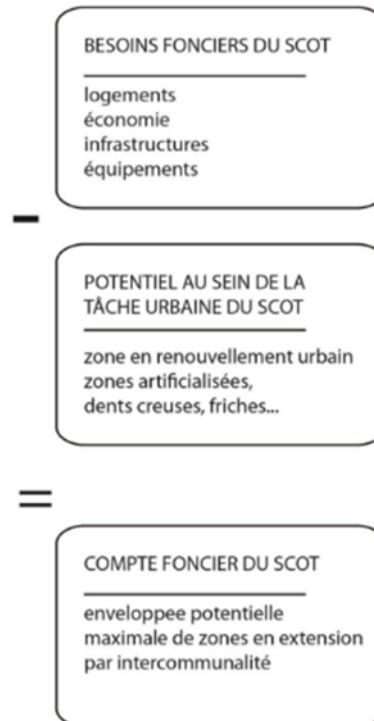 BESOINS FONCIERS DU SCOT
logements
économie
infrastructures
équipements
-
POTENTIEL AU SEIN DE LA
TÂCHE URBAINE DU SCOT
zone en renouvellement urbain
zones artificialisées,
dents creuses, friches...
=
COMPTE FONCIER DU SCOT
enveloppee potentielle
maximale de zones en extension
par intercommunalité